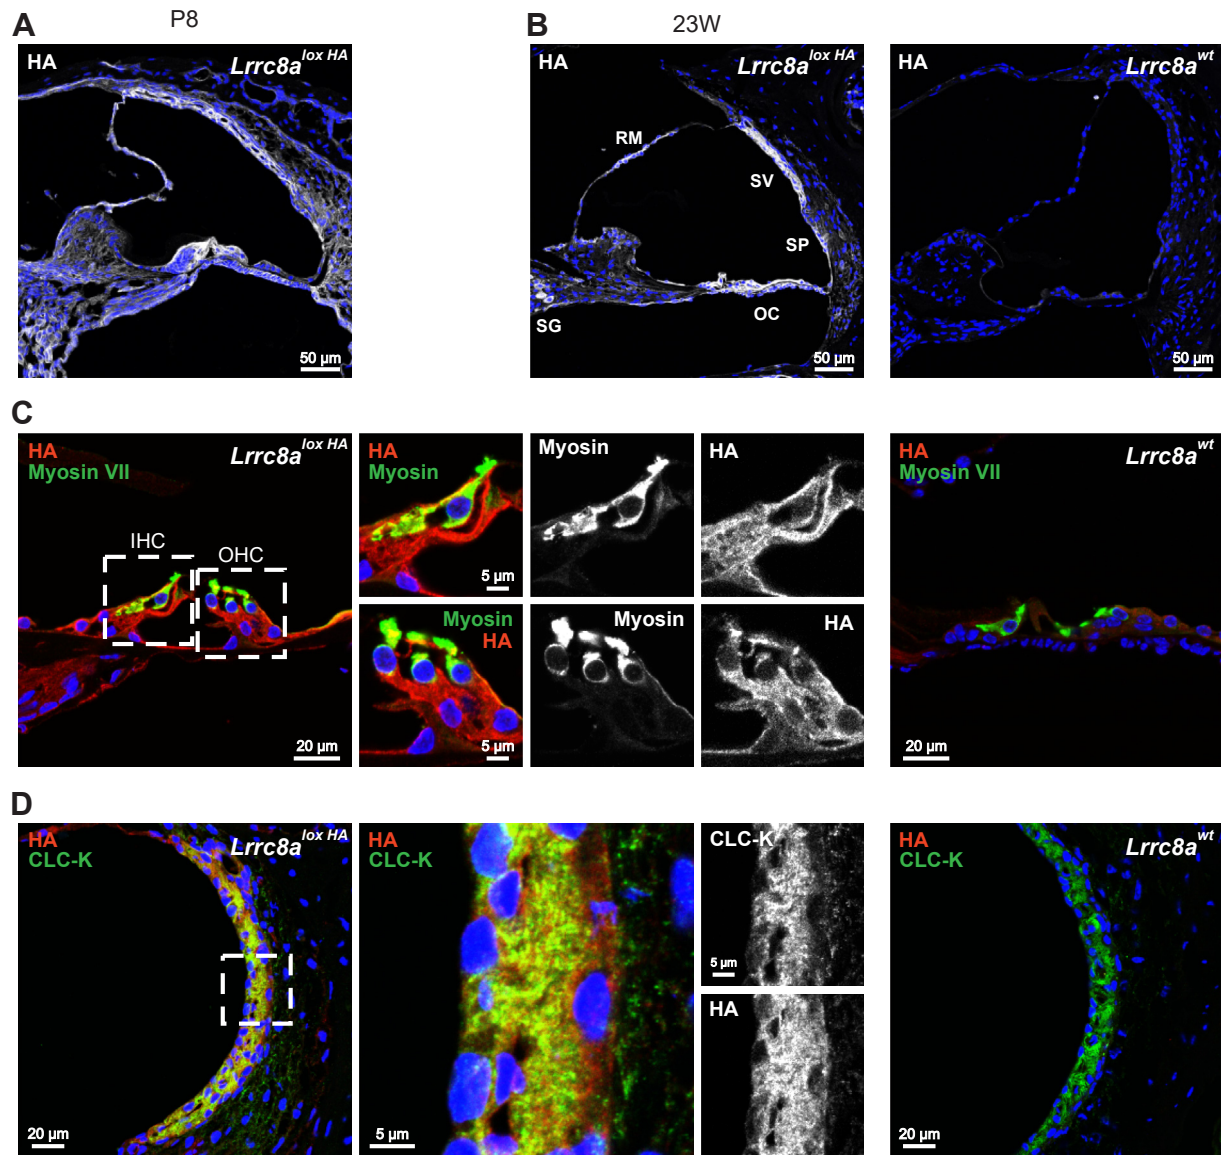 A
P8
HA
Lrrc8a lox HA
50 µm
B
23W
HA
Lrrc8a lox HA
RM
SV
SP
SG
OC
50 µm
HA
Lrrc8a wt
50 µm
C
HA
Myosin VII
Lrrc8a lox HA
IHC
OHC
20 µm
HA
Myosin
5 µm
Myosin
HA
Myosin
HA
5 µm
Myosin
HA
HA
Myosin VII
Lrrc8a wt
20 µm
D
HA
CLC-K
Lrrc8a lox HA
20 µm
HA
CLC-K
5 µm
CLC-K
5 µm
HA
HA
CLC-K
Lrrc8a wt
20 µm